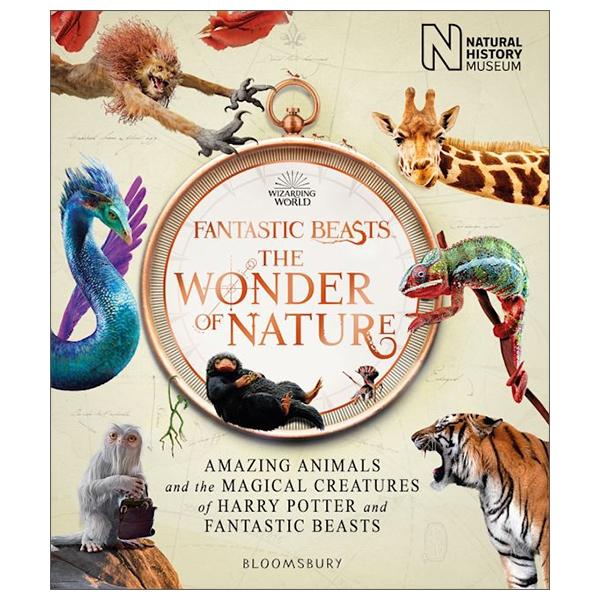 NATURAL
HISTORY
MUSEUM
WIZARDING
WORLD
FANTASTIC BEASTS
THE
WONDER
OF NATURE
AMAZING ANIMALS
and the MAGICAL CREATURES
of HARRY POTTER and
FANTASTIC BEASTS
BLOOMSBURY